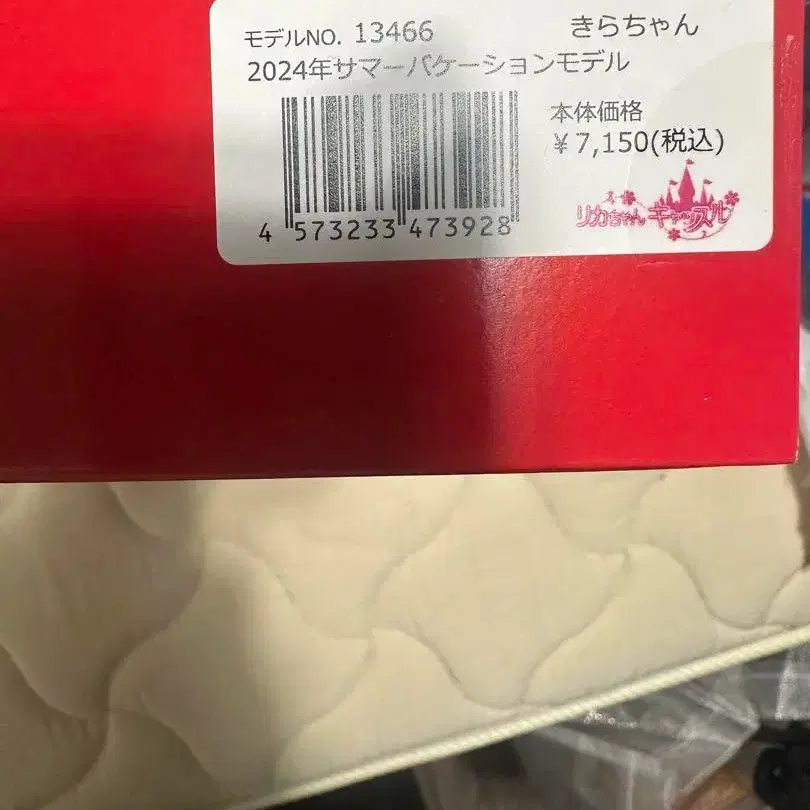 モデルNO. 13466 きらちゃん
2024年サマーバケーションモデル
本体価格
¥7,150(税込)
4 573233 473928
リカちゃんキャッスル